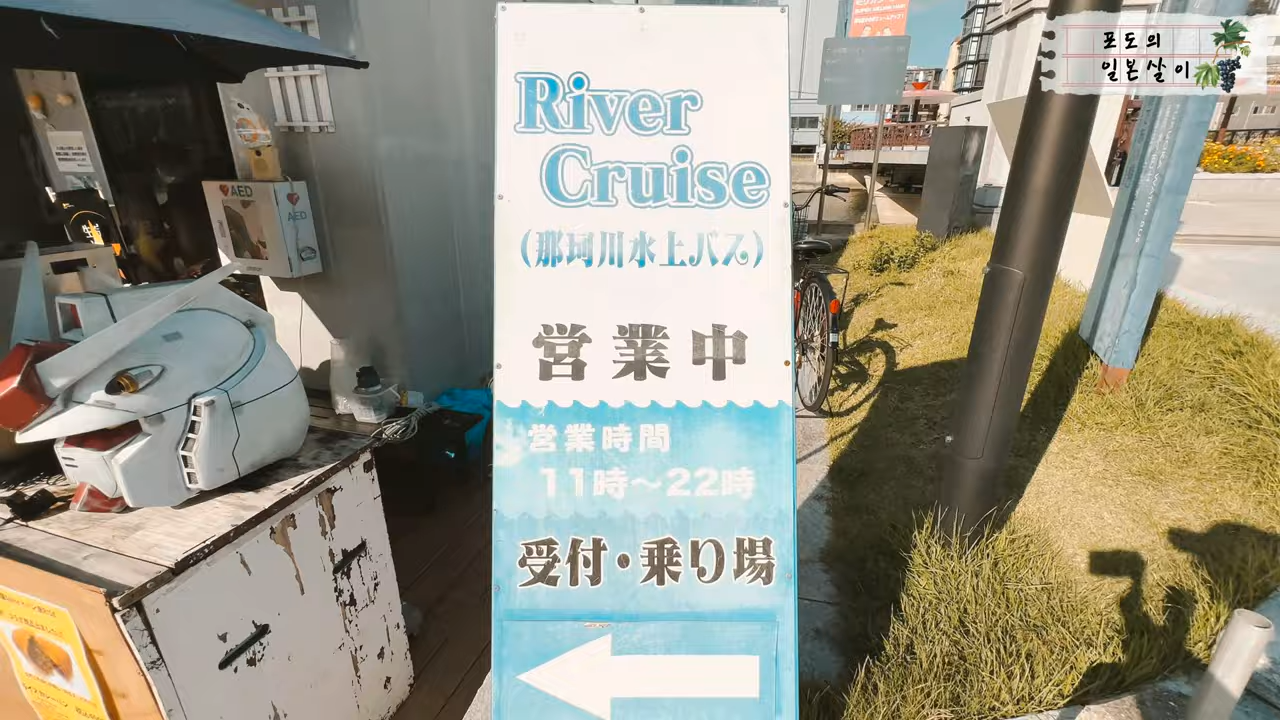 River
Cruise
(那珂川水上バス)
営業中
営業時間
11時～22時
受付・乗り場
AED
AED
포도의
일본살이